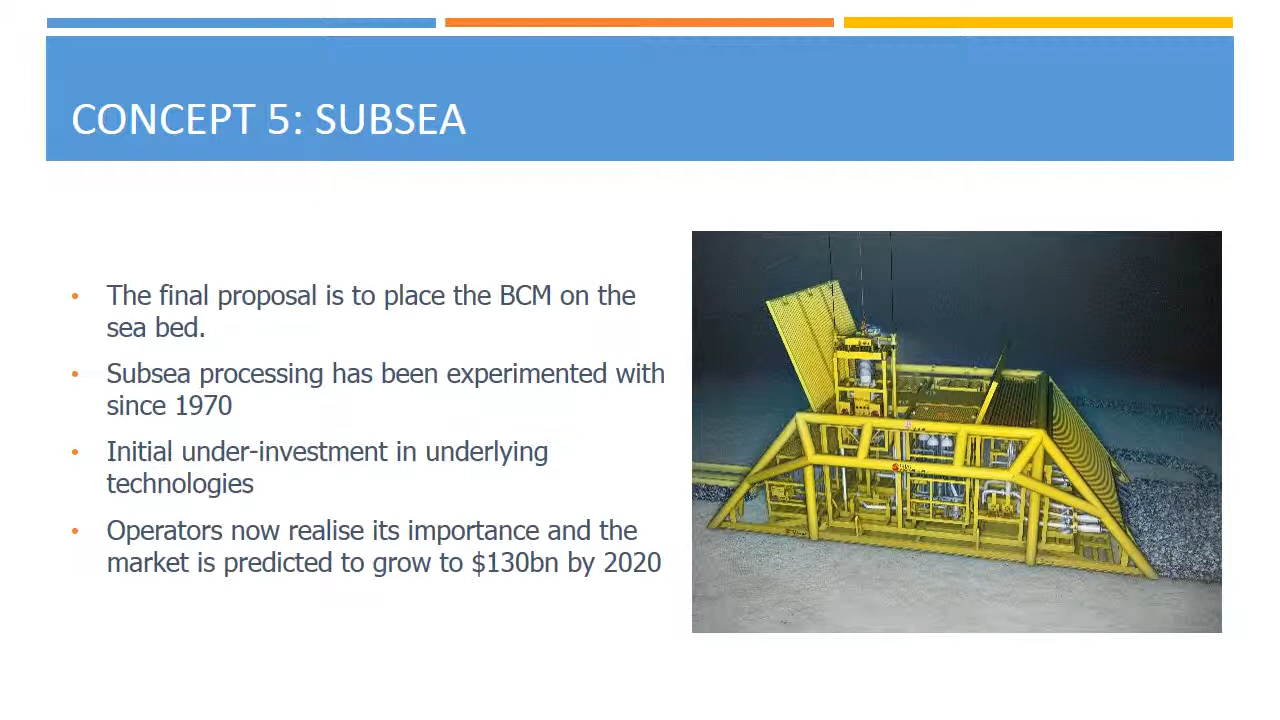 CONCEPT 5: SUBSEA
• The final proposal is to place the BCM on the
sea bed.
• Subsea processing has been experimented with
since 1970
• Initial under-investment in underlying
technologies
• Operators now realise its importance and the
market is predicted to grow to $130bn by 2020